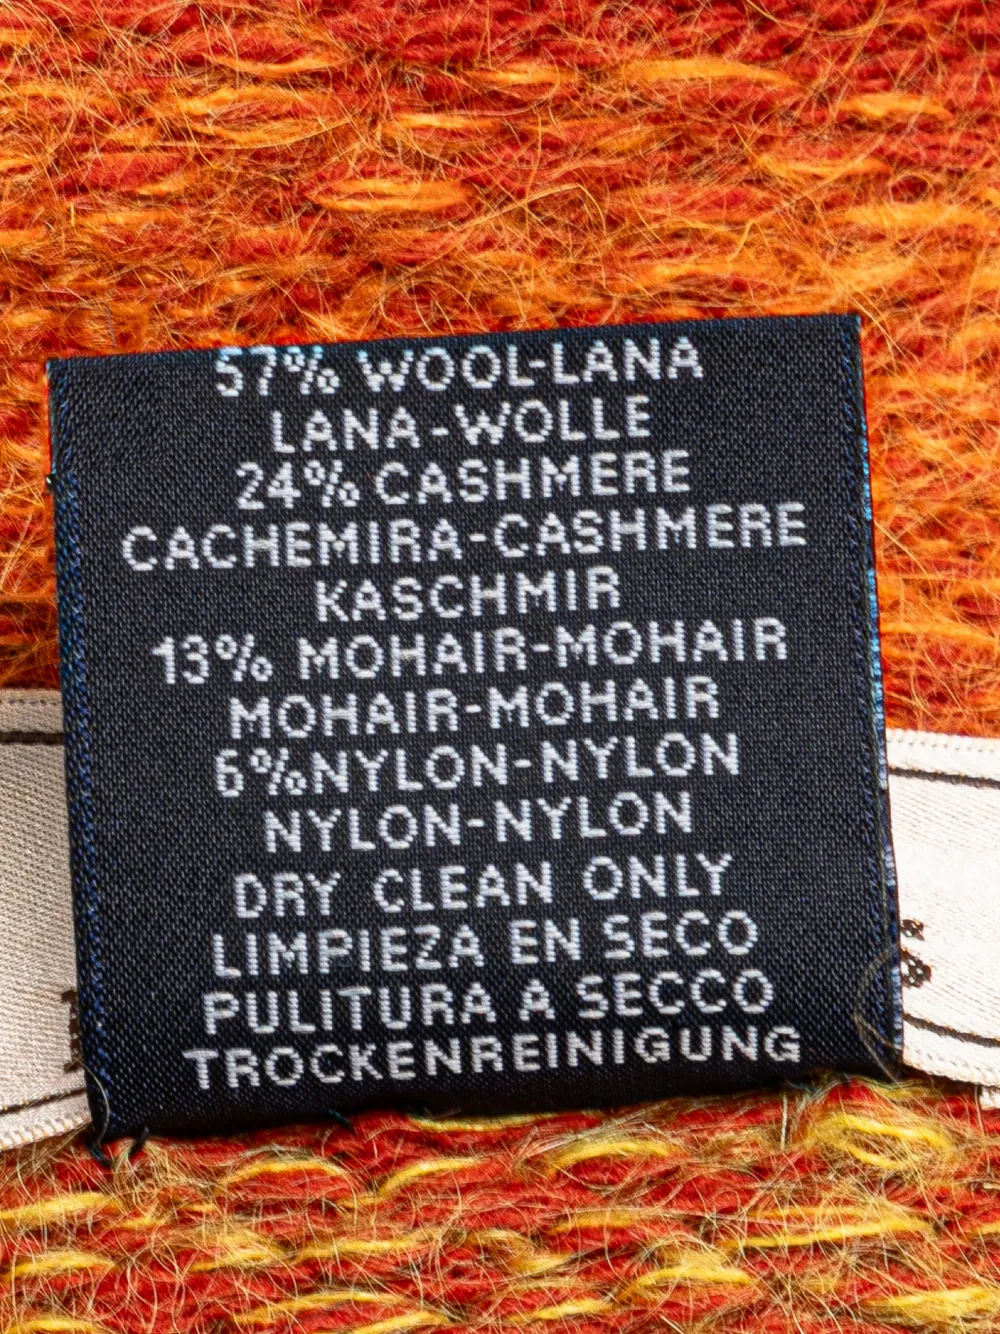 57% WOOL-LANA
LANA-WOLLE
24% CASHMERE
CACHEMIRA-CASHMERE
KASCHMIR
13% MOHAIR-MOHAIR
MOHAIR-MOHAIR
6%NYLON-NYLON
NYLON-NYLON
DRY CLEAN ONLY
LIMPIEZA EN SECO
PULITURA A SECCO
TROCKENREINIGUNG